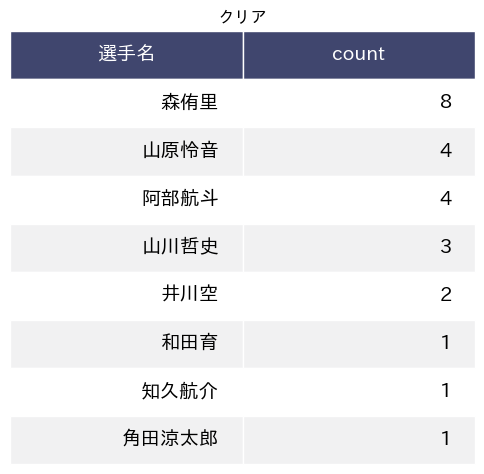 クリア
選手名 count
森侑里 8
山原怜音 4
阿部航斗 4
山川哲史 3
井川空 2
和田育 1
知久航介 1
角田涼太郎 1